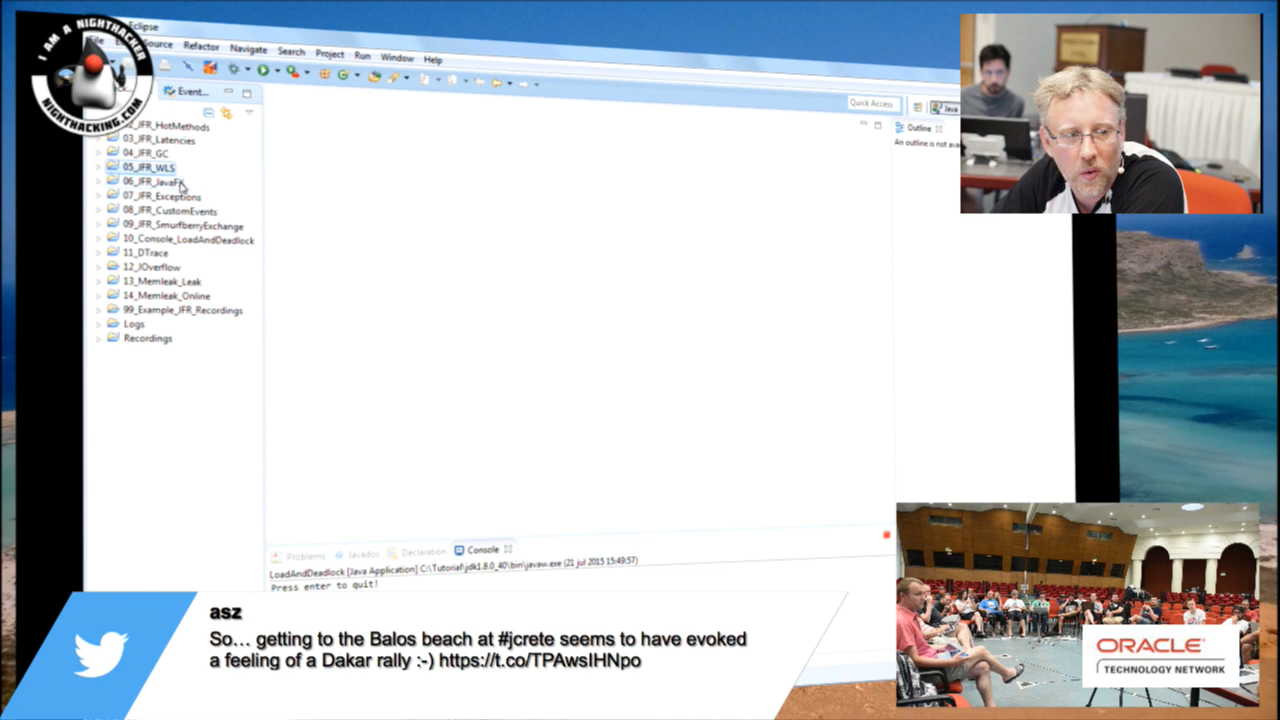 I AM A NIGHTHACKER
NIGHTHACKING.COM
Eclipse
File
Source Refactor Navigate Search Project Run Window Help
Event...
Quick Access
Java
Outline
An outline is not ava
02_JFR_HotMethods
03_JFR_Latencies
04_JFR_GC
05_JFR_WLS
06_JFR_JavaFX
07_JFR_Exceptions
08_JFR_CustomEvents
09_JFR_SmurfberryExchange
10_Console_LoadAndDeadlock
11_DTrace
12_JOverflow
13_Memleak_Leak
14_Memleak_Online
99_Example_JFR_Recordings
Logs
Recordings
Problems Javadoc Declaration Console
LoadAndDeadlock [Java Application] C:\Tutorial\jdk1.8.0_40\bin\javaw.exe (21 jul 2015 15:49:57)
Press enter to quit!
asz
So... getting to the Balos beach at #jcrete seems to have evoked
a feeling of a Dakar rally :-) https://t.co/TPAwsIHNpo
ORACLE
TECHNOLOGY NETWORK